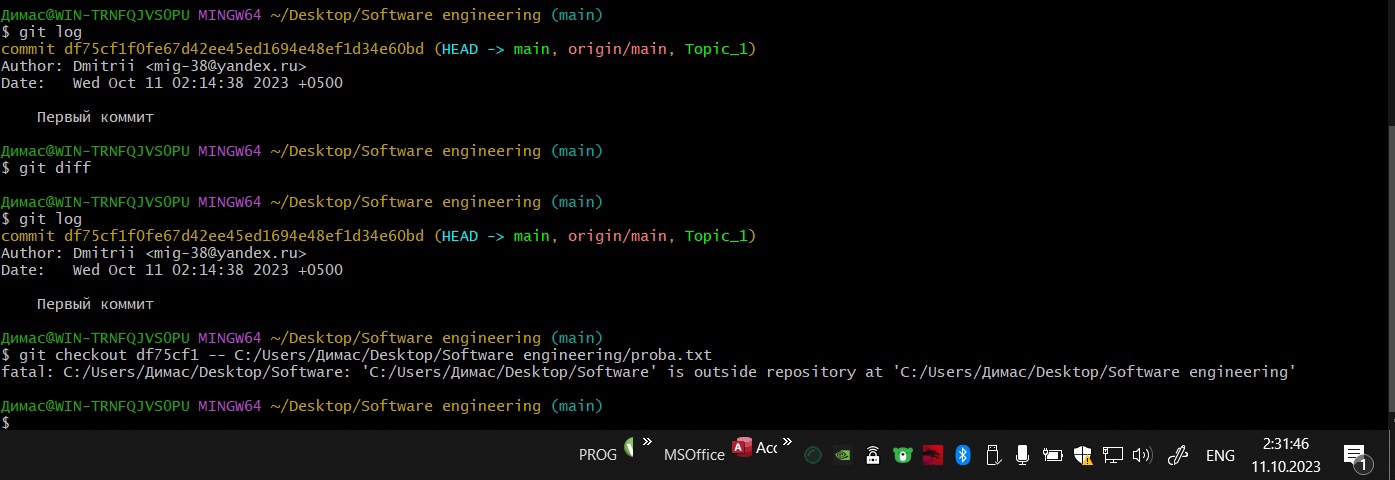 Димас@WIN-TRNFQJVSOPU MINGW64 ~/Desktop/Software engineering (main)
$ git log
commit df75cf1f0fe67d42ee45ed1694e48ef1d34e60bd (HEAD -> main, origin/main, Topic_1)
Author: Dmitrii <mig-38@yandex.ru>
Date:   Wed Oct 11 02:14:38 2023 +0500
Первый коммит
Димас@WIN-TRNFQJVSOPU MINGW64 ~/Desktop/Software engineering (main)
$ git diff
Димас@WIN-TRNFQJVSOPU MINGW64 ~/Desktop/Software engineering (main)
$ git log
commit df75cf1f0fe67d42ee45ed1694e48ef1d34e60bd (HEAD -> main, origin/main, Topic_1)
Author: Dmitrii <mig-38@yandex.ru>
Date:   Wed Oct 11 02:14:38 2023 +0500
Первый коммит
Димас@WIN-TRNFQJVSOPU MINGW64 ~/Desktop/Software engineering (main)
$ git checkout df75cf1 -- C:/Users/Димас/Desktop/Software engineering/proba.txt
fatal: C:/Users/Димас/Desktop/Software: 'C:/Users/Димас/Desktop/Software' is outside repository at 'C:/Users/Димас/Desktop/Software engineering'
Димас@WIN-TRNFQJVSOPU MINGW64 ~/Desktop/Software engineering (main)
$
PROG » MSOffice A Acc » ENG 2:31:46
11.10.2023 1